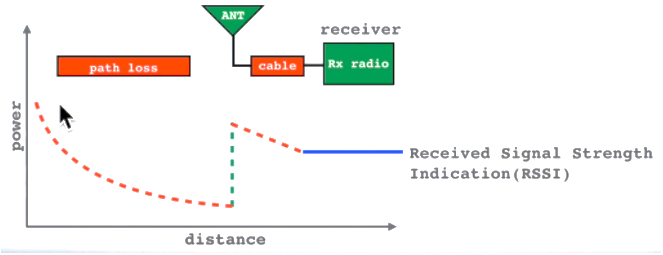 ANT
receiver
path loss
cable
Rx radio
power
Received Signal Strength
Indication(RSSI)
distance